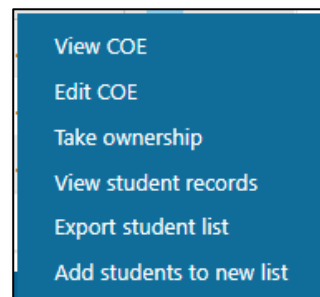 View COE
Edit COE
Take ownership
View student records
Export student list
Add students to new list